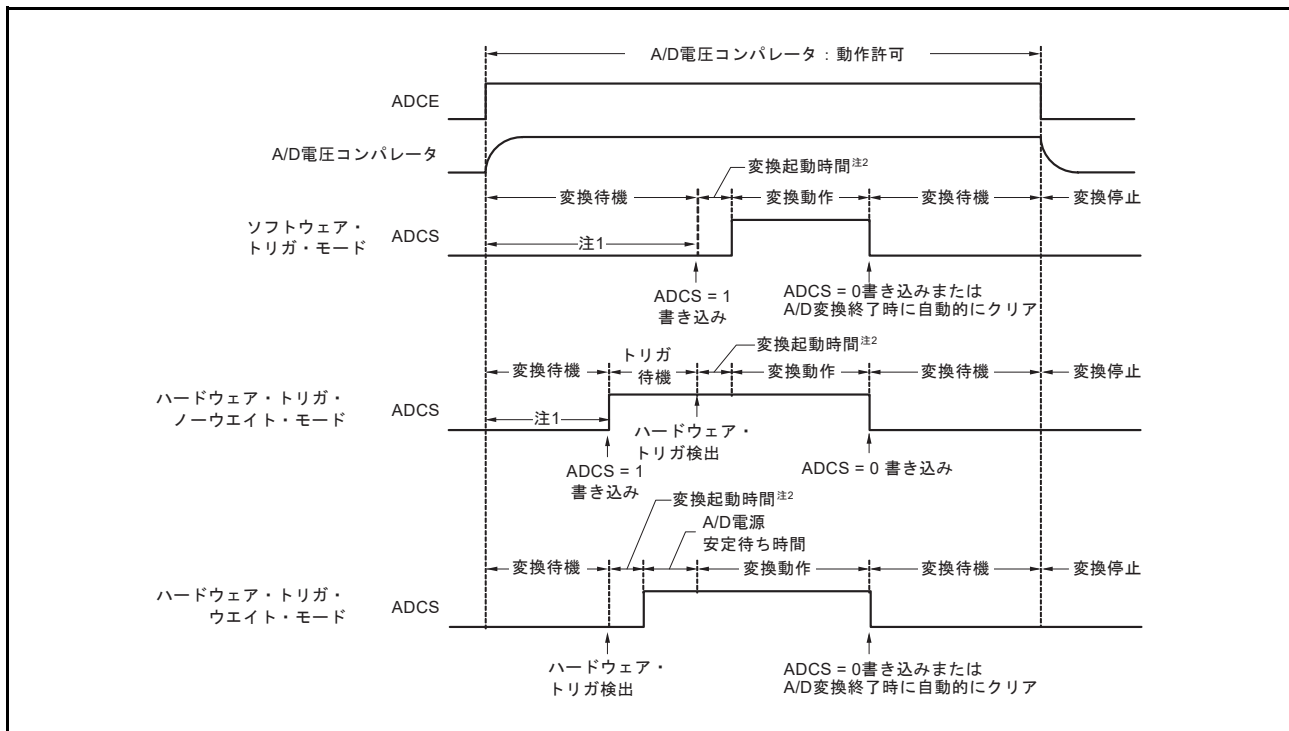 A/D電圧コンパレータ：動作許可
ADCE
A/D電圧コンパレータ
変換起動時間注2
変換待機
変換動作
変換待機
変換停止
ソフトウェア・
トリガ・モード
ADCS
注1
ADCS = 1
書き込み
ADCS = 0書き込みまたは
A/D変換終了時に自動的にクリア
変換起動時間注2
変換待機
トリガ
待機
変換動作
変換待機
変換停止
ハードウェア・トリガ・
ノーウエイト・モード
ADCS
注1
ハードウェア・
トリガ検出
ADCS = 1
書き込み
ADCS = 0 書き込み
変換起動時間注2
A/D電源
安定待ち時間
変換待機
変換動作
変換待機
変換停止
ハードウェア・トリガ・
ウエイト・モード
ADCS
ハードウェア・
トリガ検出
ADCS = 0書き込みまたは
A/D変換終了時に自動的にクリア